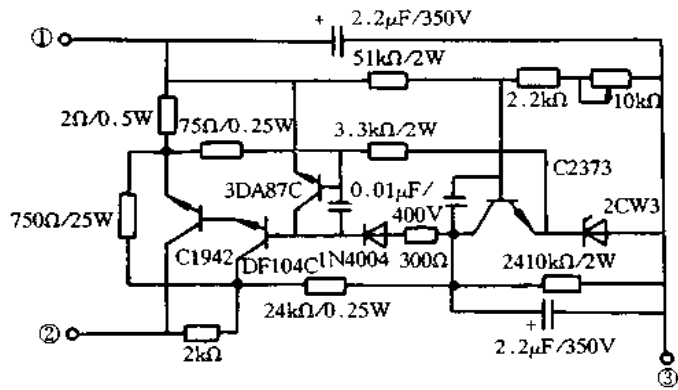 + 2.2μF/350V
①
51kΩ/2W
2.2kΩ
10kΩ
2Ω/0.5W
75Ω/0.25W
3.3kΩ/2W
C2373
3DA87C
0.01μF/
400V
2CW3
750Ω/25W
C1942
DF104C
1N4004
300Ω
2410kΩ/2W
24kΩ/0.25W
②
2kΩ
+
2.2μF/350V
③